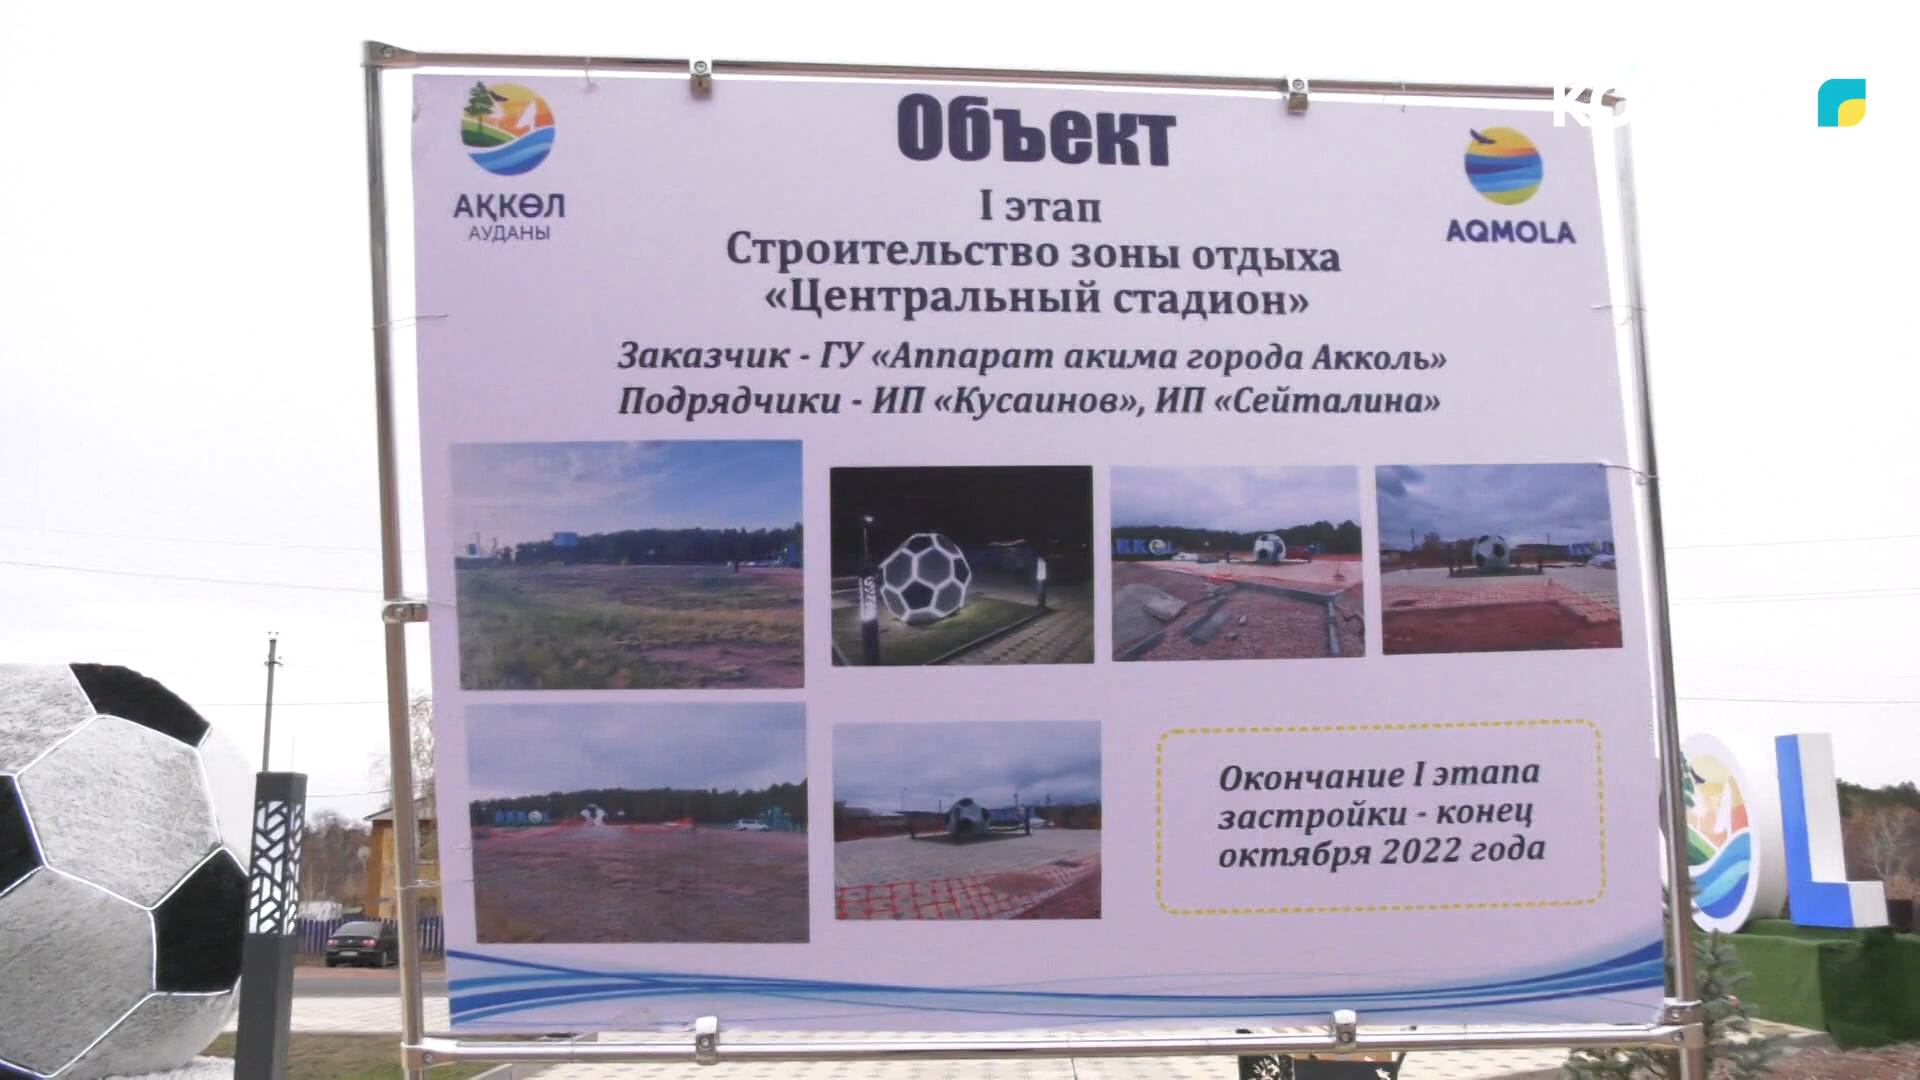 Объект
АҚКӨЛ
АУДАНЫ
AQMOLA
I этап
Строительство зоны отдыха
«Центральный стадион»
Заказчик - ГУ «Аппарат акима города Акколь»
Подрядчики - ИП «Кусаинов», ИП «Сейталина»
Окончание I этапа
застройки - конец
октября 2022 года
L